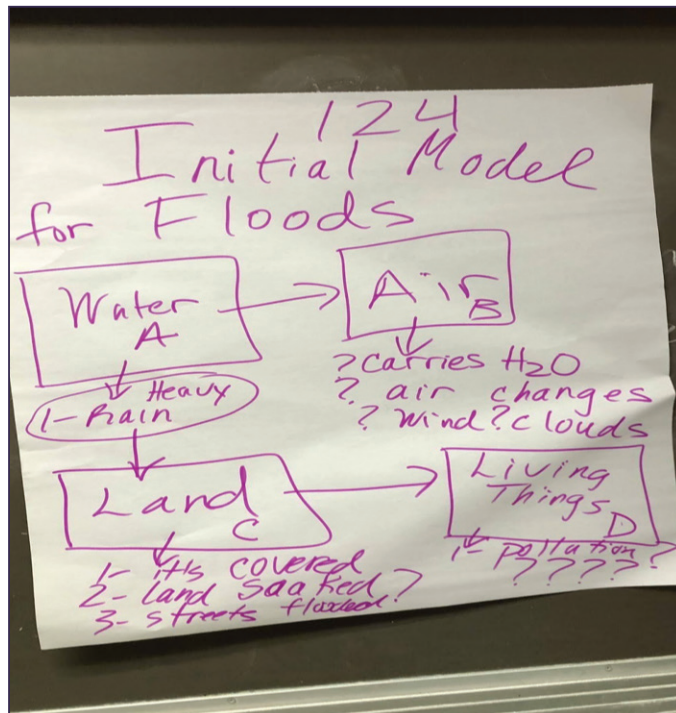 124
Initial Model
for Floods
Water
A
Air
B
Heavy
1- Rain
? carries H2O
? air changes
? wind ? clouds
Land
C
Living
Things
D
1- it's covered
2- land soaked?
3- streets flooded
1- pollution?
? ? ? ?